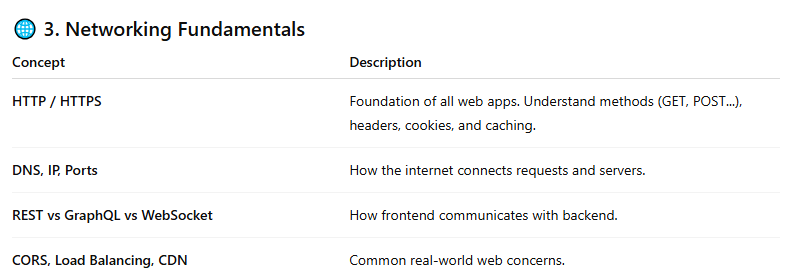 🌐 3. Networking Fundamentals
Concept Description
HTTP / HTTPS Foundation of all web apps. Understand methods (GET, POST...),
headers, cookies, and caching.
DNS, IP, Ports How the internet connects requests and servers.
REST vs GraphQL vs WebSocket How frontend communicates with backend.
CORS, Load Balancing, CDN Common real-world web concerns.